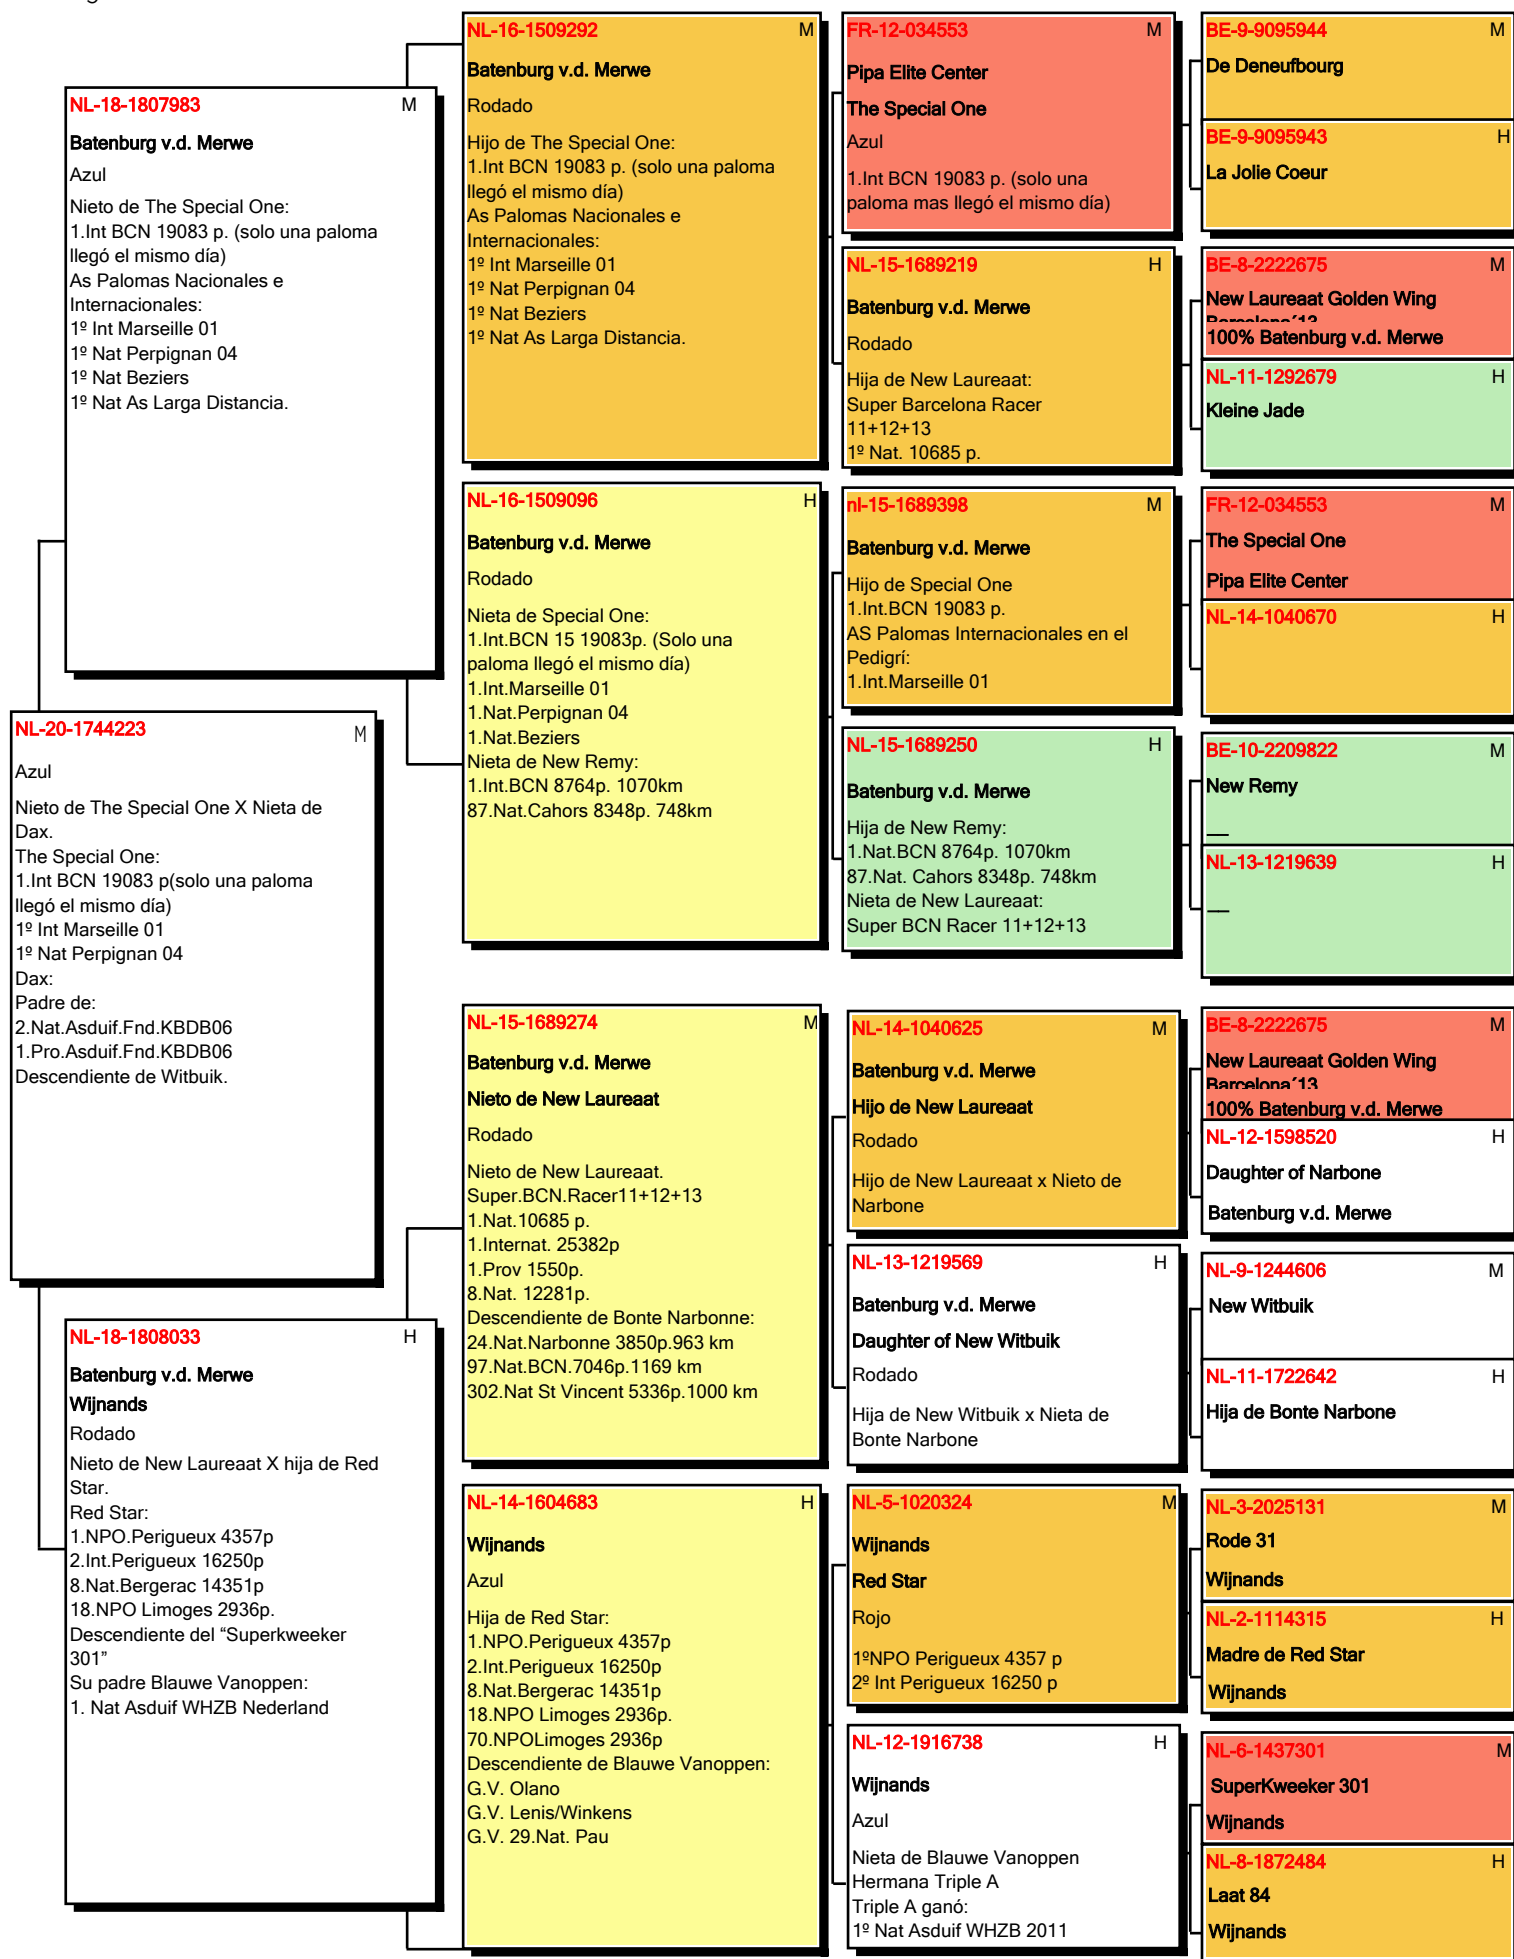 NL-20-1744223 M
Azul
Nieto de The Special One X Nieta de
Dax.
The Special One:
1.Int BCN 19083 p(solo una paloma
llegó el mismo día)
1º Int Marseille 01
1º Nat Perpignan 04
Dax:
Padre de:
2.Nat.Asduif.Fnd.KBDB06
1.Pro.Asduif.Fnd.KBDB06
Descendiente de Witbuik.
NL-18-1807983 M
Batenburg v.d. Merwe
Azul
Nieto de The Special One:
1.Int BCN 19083 p. (solo una paloma
llegó el mismo día)
As Palomas Nacionales e
Internacionales:
1º Int Marseille 01
1º Nat Perpignan 04
1º Nat Beziers
1º Nat As Larga Distancia.
NL-18-1808033 H
Batenburg v.d. Merwe
Wijnands
Rodado
Nieto de New Laureaat X hija de Red
Star.
Red Star:
1.NPO.Perigueux 4357p
2.Int.Perigueux 16250p
8.Nat.Bergerac 14351p
18.NPO Limoges 2936p.
Descendiente del “Superkweeker
301”
Su padre Blauwe Vanoppen:
1. Nat Asduif WHZB Nederland
NL-16-1509292 M
Batenburg v.d. Merwe
Rodado
Hijo de The Special One:
1.Int BCN 19083 p. (solo una paloma
llegó el mismo día)
As Palomas Nacionales e
Internacionales:
1º Int Marseille 01
1º Nat Perpignan 04
1º Nat Beziers
1º Nat As Larga Distancia.
NL-16-1509096 H
Batenburg v.d. Merwe
Rodado
Nieta de Special One:
1.Int.BCN 15 19083p. (Solo una
paloma llegó el mismo día)
1.Int.Marseille 01
1.Nat.Perpignan 04
1.Nat.Beziers
Nieta de New Remy:
1.Int.BCN 8764p. 1070km
87.Nat.Cahors 8348p. 748km
NL-15-1689274 M
Batenburg v.d. Merwe
Nieto de New Laureaat
Rodado
Nieto de New Laureaat.
Super.BCN.Racer11+12+13
1.Nat.10685 p.
1.Internat. 25382p
1.Prov 1550p.
8.Nat. 12281p.
Descendiente de Bonte Narbonne:
24.Nat.Narbonne 3850p.963 km
97.Nat.BCN.7046p.1169 km
302.Nat St Vincent 5336p.1000 km
NL-14-1604683 H
Wijnands
Azul
Hija de Red Star:
1.NPO.Perigueux 4357p
2.Int.Perigueux 16250p
8.Nat.Bergerac 14351p
18.NPO Limoges 2936p.
70.NPOLimoges 2936p
Descendiente de Blauwe Vanoppen:
G.V. Olano
G.V. Lenis/Winkens
G.V. 29.Nat. Pau
FR-12-034553 M
Pipa Elite Center
The Special One
Azul
1.Int BCN 19083 p. (solo una
paloma mas llegó el mismo día)
NL-15-1689219 H
Batenburg v.d. Merwe
Rodado
Hija de New Laureaat:
Super Barcelona Racer
11+12+13
1º Nat. 10685 p.
nl-15-1689398 M
Batenburg v.d. Merwe
Hijo de Special One
1.Int.BCN 19083 p.
AS Palomas Internacionales en el
Pedigrí:
1.Int.Marseille 01
NL-15-1689250 H
Batenburg v.d. Merwe
Hija de New Remy:
1.Nat.BCN 8764p. 1070km
87.Nat. Cahors 8348p. 748km
Nieta de New Laureaat:
Super BCN Racer 11+12+13
NL-14-1040625 M
Batenburg v.d. Merwe
Hijo de New Laureaat
Rodado
Hijo de New Laureaat x Nieto de
Narbone
NL-13-1219569 H
Batenburg v.d. Merwe
Daughter of New Witbuik
Rodado
Hija de New Witbuik x Nieta de
Bonte Narbone
NL-5-1020324 M
Wijnands
Red Star
Rojo
1ºNPO Perigueux 4357 p
2º Int Perigueux 16250 p
NL-12-1916738 H
Wijnands
Azul
Nieta de Blauwe Vanoppen
Hermana Triple A
Triple A ganó:
1º Nat Asduif WHZB 2011
BE-9-9095944 M
De Deneufbourg
BE-9-9095943 H
La Jolie Coeur
BE-8-2222675 M
New Laureaat Golden Wing
Barcelona´13
100% Batenburg v.d. Merwe
NL-11-1292679 H
Kleine Jade
FR-12-034553 M
The Special One
Pipa Elite Center
NL-14-1040670 H
BE-10-2209822 M
New Remy
__
NL-13-1219639 H
__
BE-8-2222675 M
New Laureaat Golden Wing
Barcelona´13
100% Batenburg v.d. Merwe
NL-12-1598520 H
Daughter of Narbone
Batenburg v.d. Merwe
NL-9-1244606 M
New Witbuik
NL-11-1722642 H
Hija de Bonte Narbone
NL-3-2025131 M
Rode 31
Wijnands
NL-2-1114315 H
Madre de Red Star
Wijnands
NL-6-1437301 M
SuperKweeker 301
Wijnands
NL-8-1872484 H
Laat 84
Wijnands